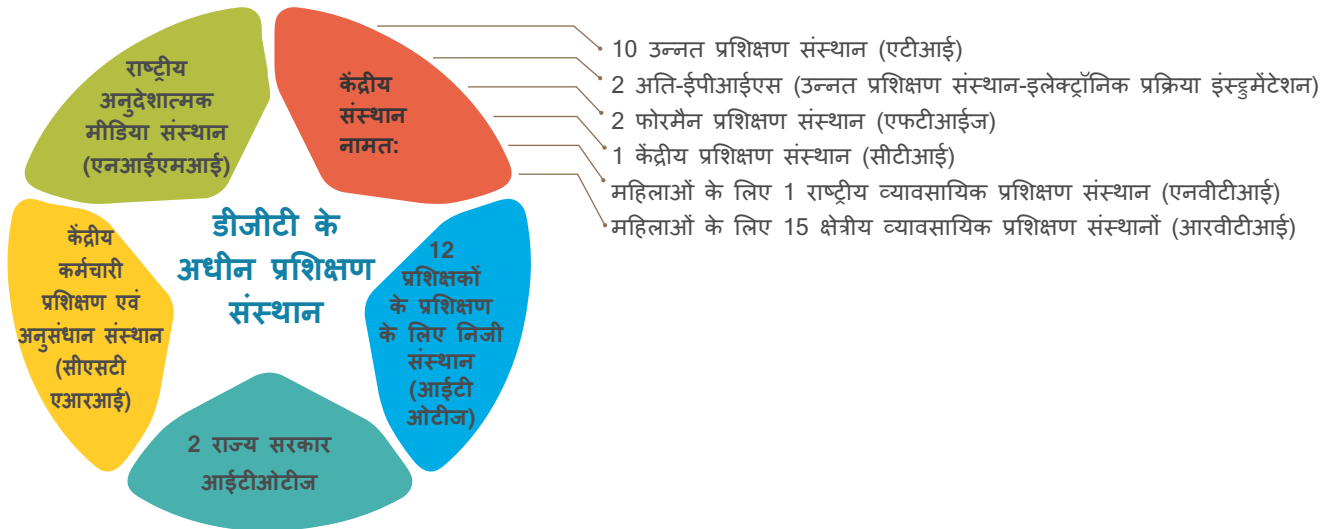 राष्ट्रीय
अनुदेशात्मक
मीडिया संस्थान
(एनआईएमआई)
केंद्रीय
संस्थान
नामत:
10 उन्नत प्रशिक्षण संस्थान (एटीआई)
2 अति-ईपीआईएस (उन्नत प्रशिक्षण संस्थान-इलेक्ट्रॉनिक प्रक्रिया इंस्ट्रुमेंटेशन)
2 फोरमैन प्रशिक्षण संस्थान (एफटीआईज)
1 केंद्रीय प्रशिक्षण संस्थान (सीटीआई)
महिलाओं के लिए 1 राष्ट्रीय व्यावसायिक प्रशिक्षण संस्थान (एनवीटीआई)
महिलाओं के लिए 15 क्षेत्रीय व्यावसायिक प्रशिक्षण संस्थानों (आरवीटीआई)
डीजीटी के
अधीन प्रशिक्षण
संस्थान
केंद्रीय
कर्मचारी
प्रशिक्षण एवं
अनुसंधान संस्थान
(सीएसटी
एआरआई)
12
प्रशिक्षकों
के प्रशिक्षण
के लिए निजी
संस्थान
(आईटी
ओटीज)
2 राज्य सरकार
आईटीओटीज